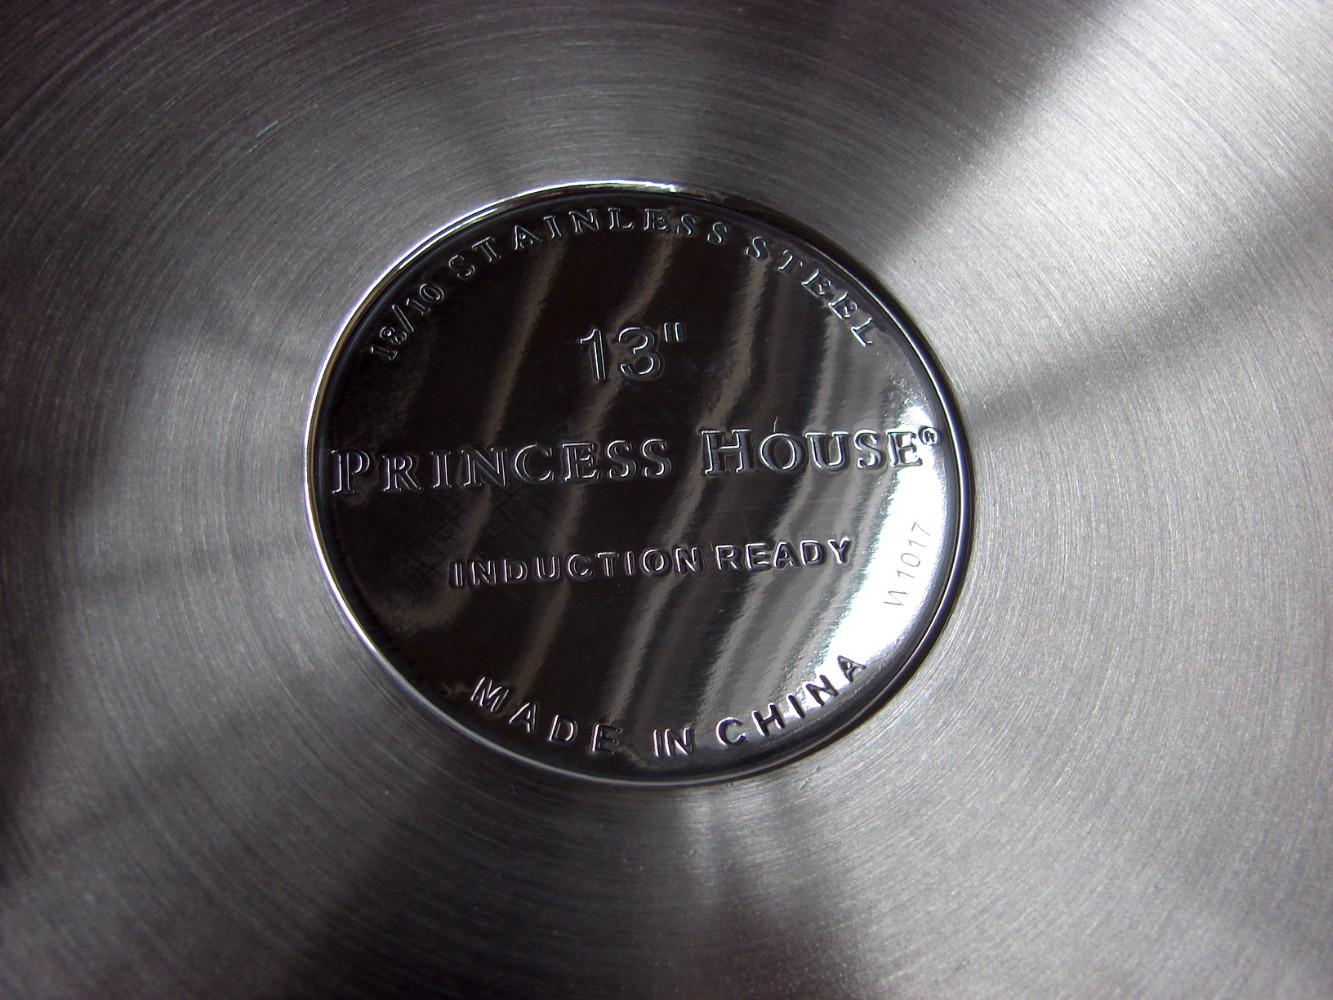 18/10 STAINLESS STEEL
13"
PRINCESS HOUSE®
INDUCTION READY
W1017
MADE IN CHINA